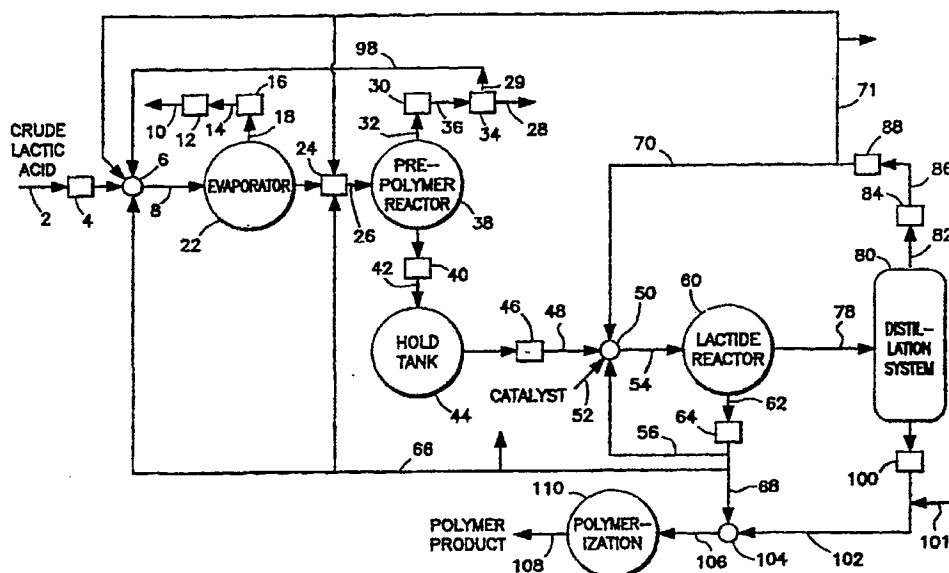 98
71
30
29
16
88
10
12
14
18
32
36
34
28
70
86
CRUDE
LACTIC
ACID
6
24
84
82
EVAPORATOR
PRE-
POLYMER
REACTOR
80
2
4
8
22
26
38
60
42
40
46
48
50
78
DISTIL-
LATION
SYSTEM
HOLD
TANK
LACTIDE
REACTOR
44
CATALYST
52
54
62
64
56
66
68
100
110
101
POLYMER
PRODUCT
POLYMER-
IZATION
108
106
104
102